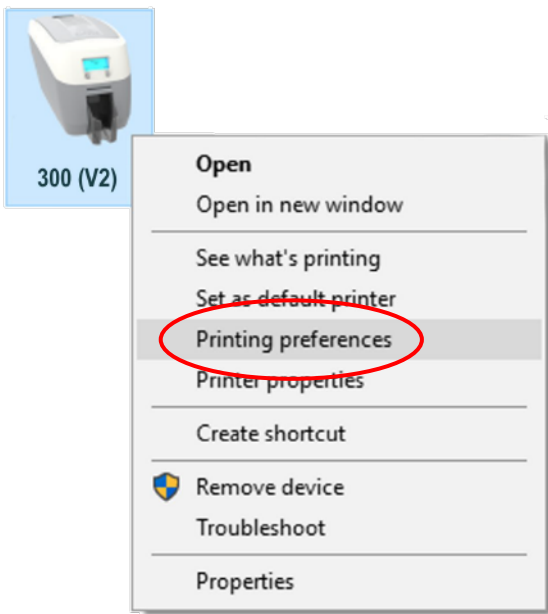 300 (V2)
Open
Open in new window
See what's printing
Set as default printer
Printing preferences
Printer properties
Create shortcut
Remove device
Troubleshoot
Properties